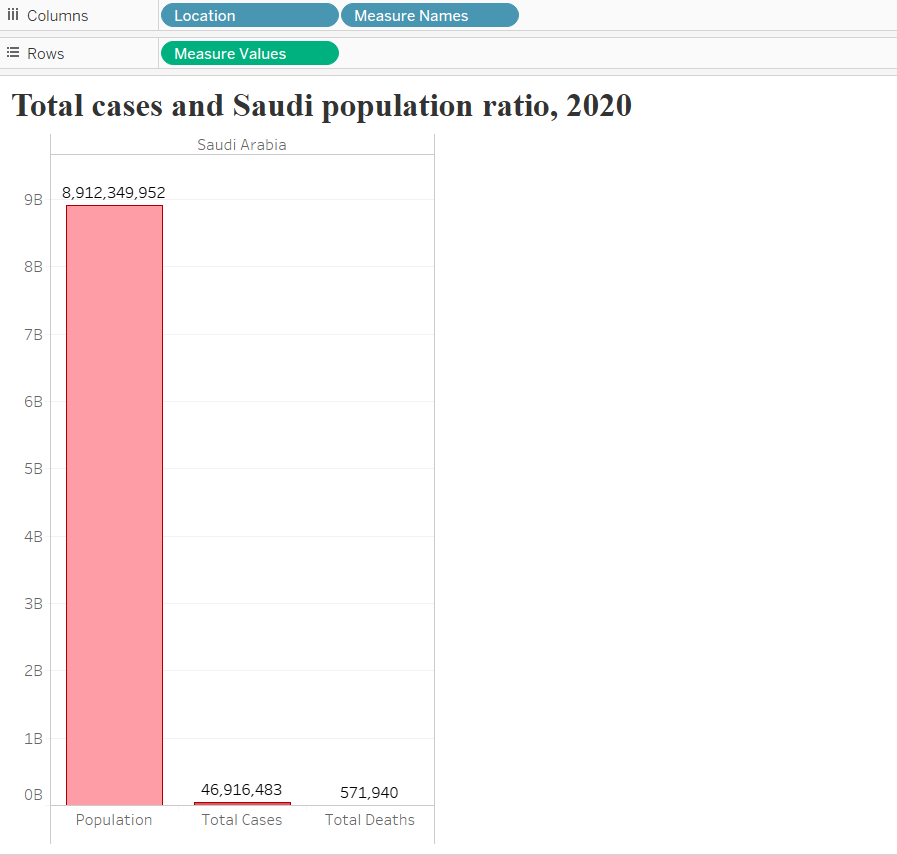 Columns
Location
Measure Names
Rows
Measure Values
Total cases and Saudi population ratio, 2020
Saudi Arabia
8,912,349,952
9B
8B
7B
6B
5B
4B
3B
2B
1B
0B
46,916,483
571,940
Population
Total Cases
Total Deaths